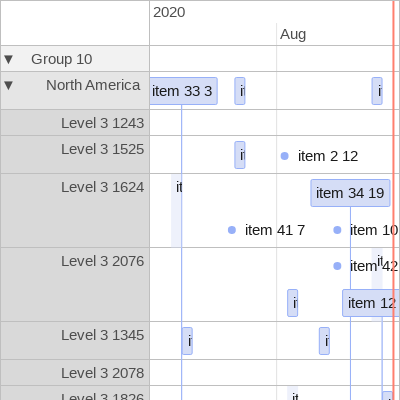 2020
Aug
▼ Group 10
▼ North America
item 33 3
i
i
Level 3 1243
Level 3 1525
i
item 2 12
Level 3 1624
it
item 34 19
item 41 7
item 10
Level 3 2076
it
item 42
i
item 12
Level 3 1345
i
i
Level 3 2078
Level 3 1826
it